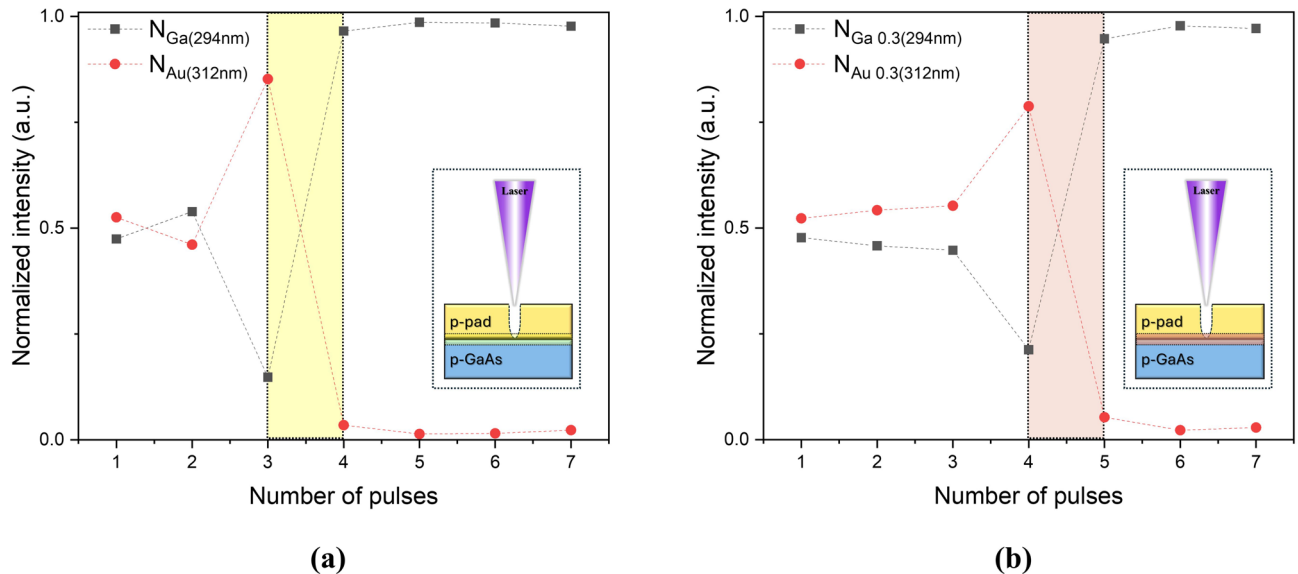 1.0
0.5
0.0
Normalized intensity (a.u.)
N_Ga(294nm)
N_Au(312nm)
Laser
p-pad
p-GaAs
1 2 3 4 5 6 7
Number of pulses
(a)
1.0
0.5
0.0
Normalized intensity (a.u.)
N_Ga 0.3(294nm)
N_Au 0.3(312nm)
Laser
p-pad
p-GaAs
1 2 3 4 5 6 7
Number of pulses
(b)